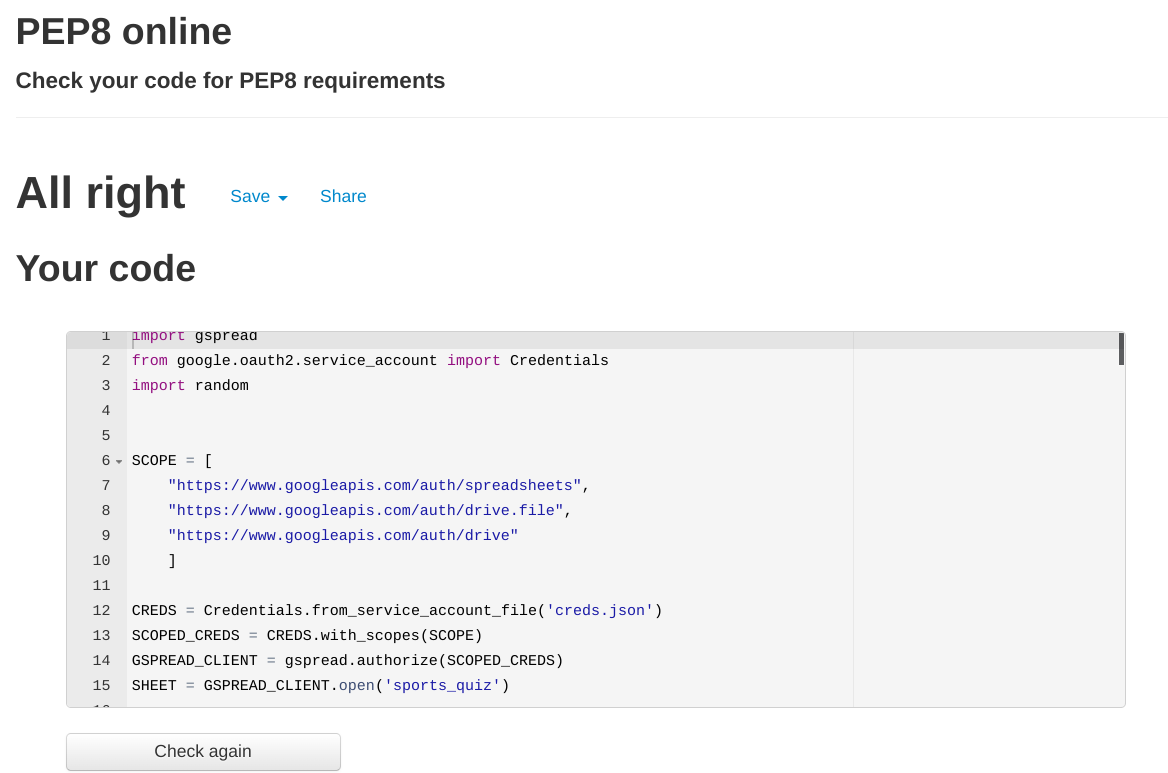 PEP8 online
Check your code for PEP8 requirements
All right Save Share
Your code
1 import gspread
2 from google.oauth2.service_account import Credentials
3 import random
4
5
6 SCOPE = [
7     "https://www.googleapis.com/auth/spreadsheets",
8     "https://www.googleapis.com/auth/drive.file",
9     "https://www.googleapis.com/auth/drive"
10     ]
11
12 CREDS = Credentials.from_service_account_file('creds.json')
13 SCOPED_CREDS = CREDS.with_scopes(SCOPE)
14 GSPREAD_CLIENT = gspread.authorize(SCOPED_CREDS)
15 SHEET = GSPREAD_CLIENT.open('sports_quiz')
Check again